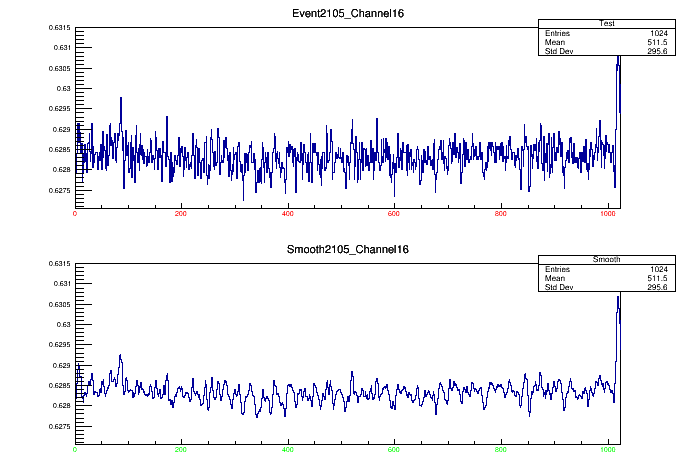 Event2105_Channel16
Test
Entries 1024
Mean 511.5
Std Dev 295.6
0.6315
0.631
0.6305
0.63
0.6295
0.629
0.6285
0.628
0.6275
0 200 400 600 800 1000
Smooth2105_Channel16
Smooth
Entries 1024
Mean 511.5
Std Dev 295.6
0.6315
0.631
0.6305
0.63
0.6295
0.629
0.6285
0.628
0.6275
0 200 400 600 800 1000